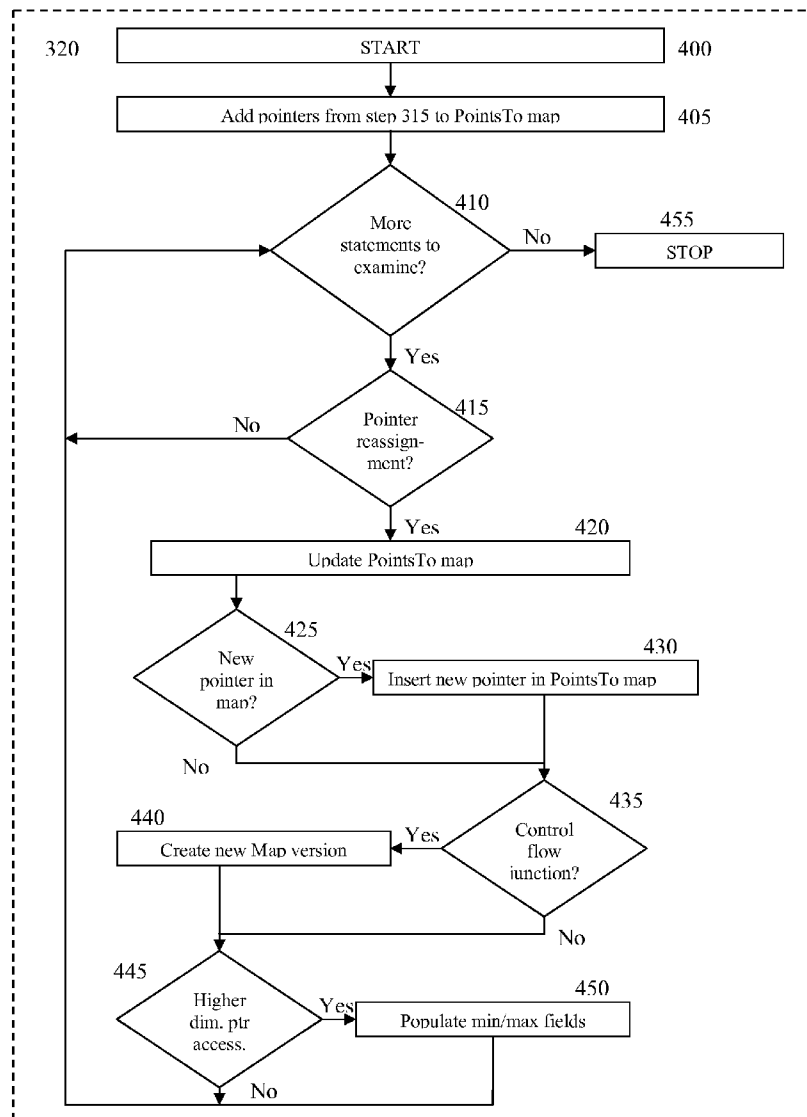 320
START
400
Add pointers from step 315 to PointsTo map
405
410
More
statements to
examine?
No
455
STOP
Yes
415
Pointer
reassign-
ment?
No
Yes
420
Update PointsTo map
425
New
pointer in
map?
Yes
430
Insert new pointer in PointsTo map
No
435
Control
flow
junction?
Yes
440
Create new Map version
No
445
Higher
dim. ptr
access.
Yes
450
Populate min/max fields
No